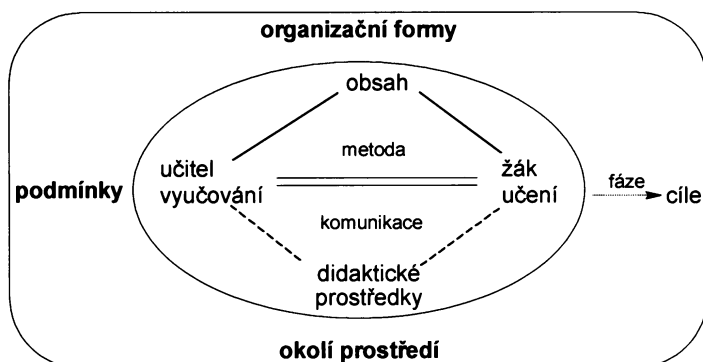 organizační formy
obsah
metoda
učitel
vyučování
žák
učení
podmínky
fáze
cíle
komunikace
didaktické
prostředky
okolí prostředí